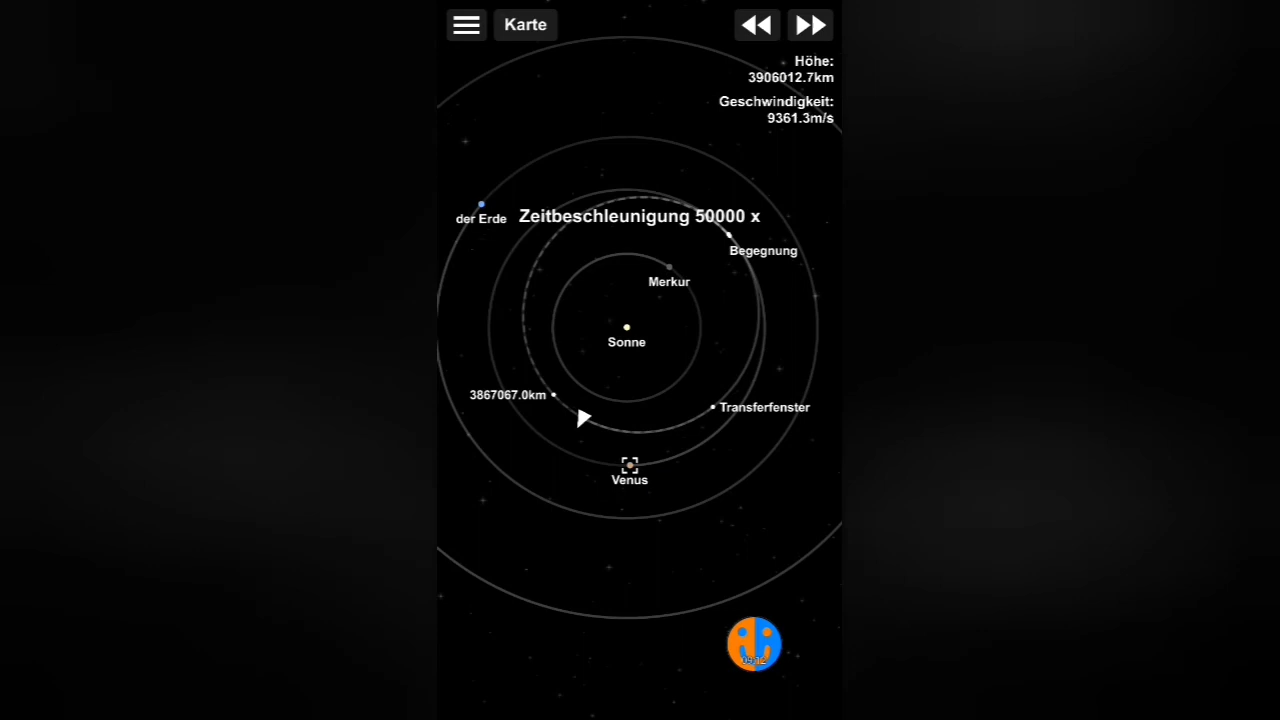 Karte
Höhe:
3906012.7km
Geschwindigkeit:
9361.3m/s
der Erde
Zeitbeschleunigung 50000 x
Begegnung
Merkur
Sonne
3867067.0km
Transferfenster
Venus